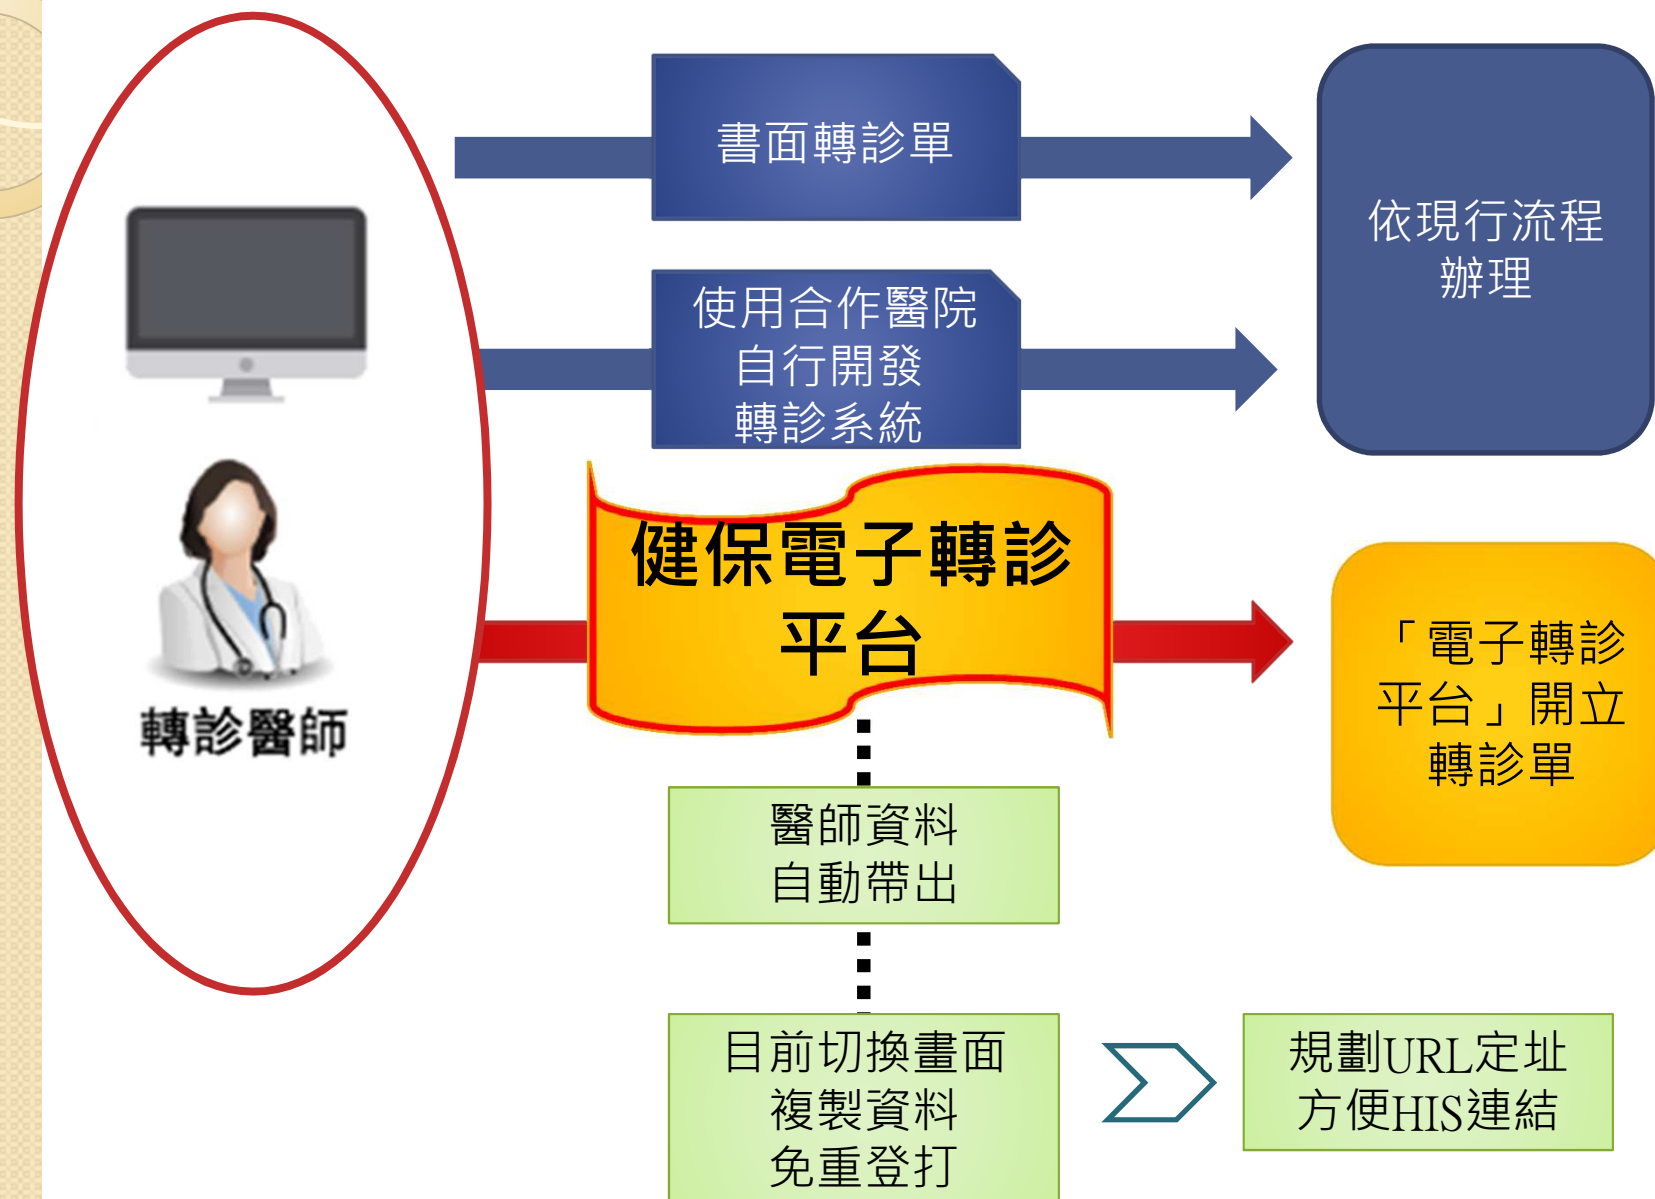 書面轉診單
依現行流程
辦理
使用合作醫院
自行開發
轉診系統
健保電子轉診
平台
「電子轉診
平台」開立
轉診單
轉診醫師
醫師資料
自動帶出
目前切換畫面
複製資料
免重登打
規劃URL定址
方便HIS連結